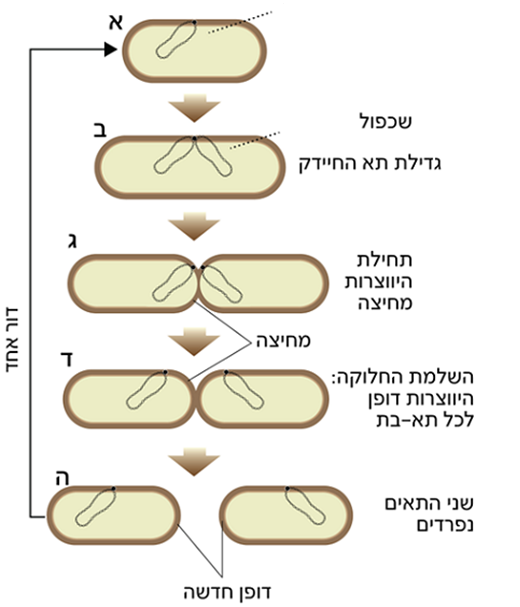 א
ב
שכפול
גדילת תא החיידק
ג
תחילת
היווצרות
מחיצה
מחיצה
ד
השלמת החלוקה:
היווצרות דופן
לכל תא–בת
ה
שני התאים
נפרדים
דופן חדשה
דור אחד